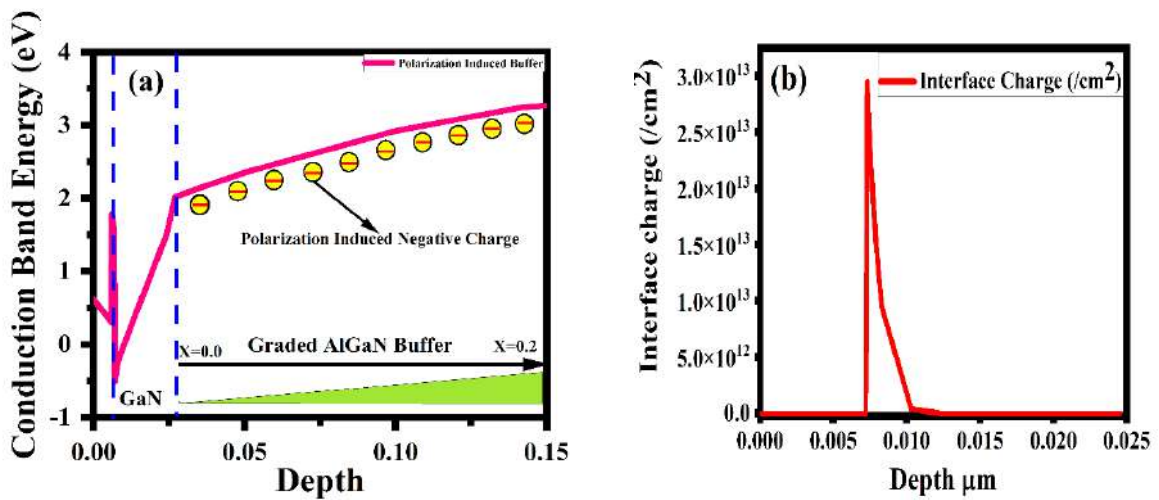 Conduction Band Energy (eV)
4
3
2
1
0
-1
(a)
Polarization Induced Buffer
Polarization Induced Negative Charge
X=0.0
Graded AlGaN Buffer
X=0.2
GaN
0.00
0.05
0.10
0.15
Depth
Interface charge (/cm²)
3.0×10¹³
2.5×10¹³
2.0×10¹³
1.5×10¹³
1.0×10¹³
5.0×10¹²
0.0
(b)
Interface Charge (/cm²)
0.000
0.005
0.010
0.015
0.020
0.025
Depth μm